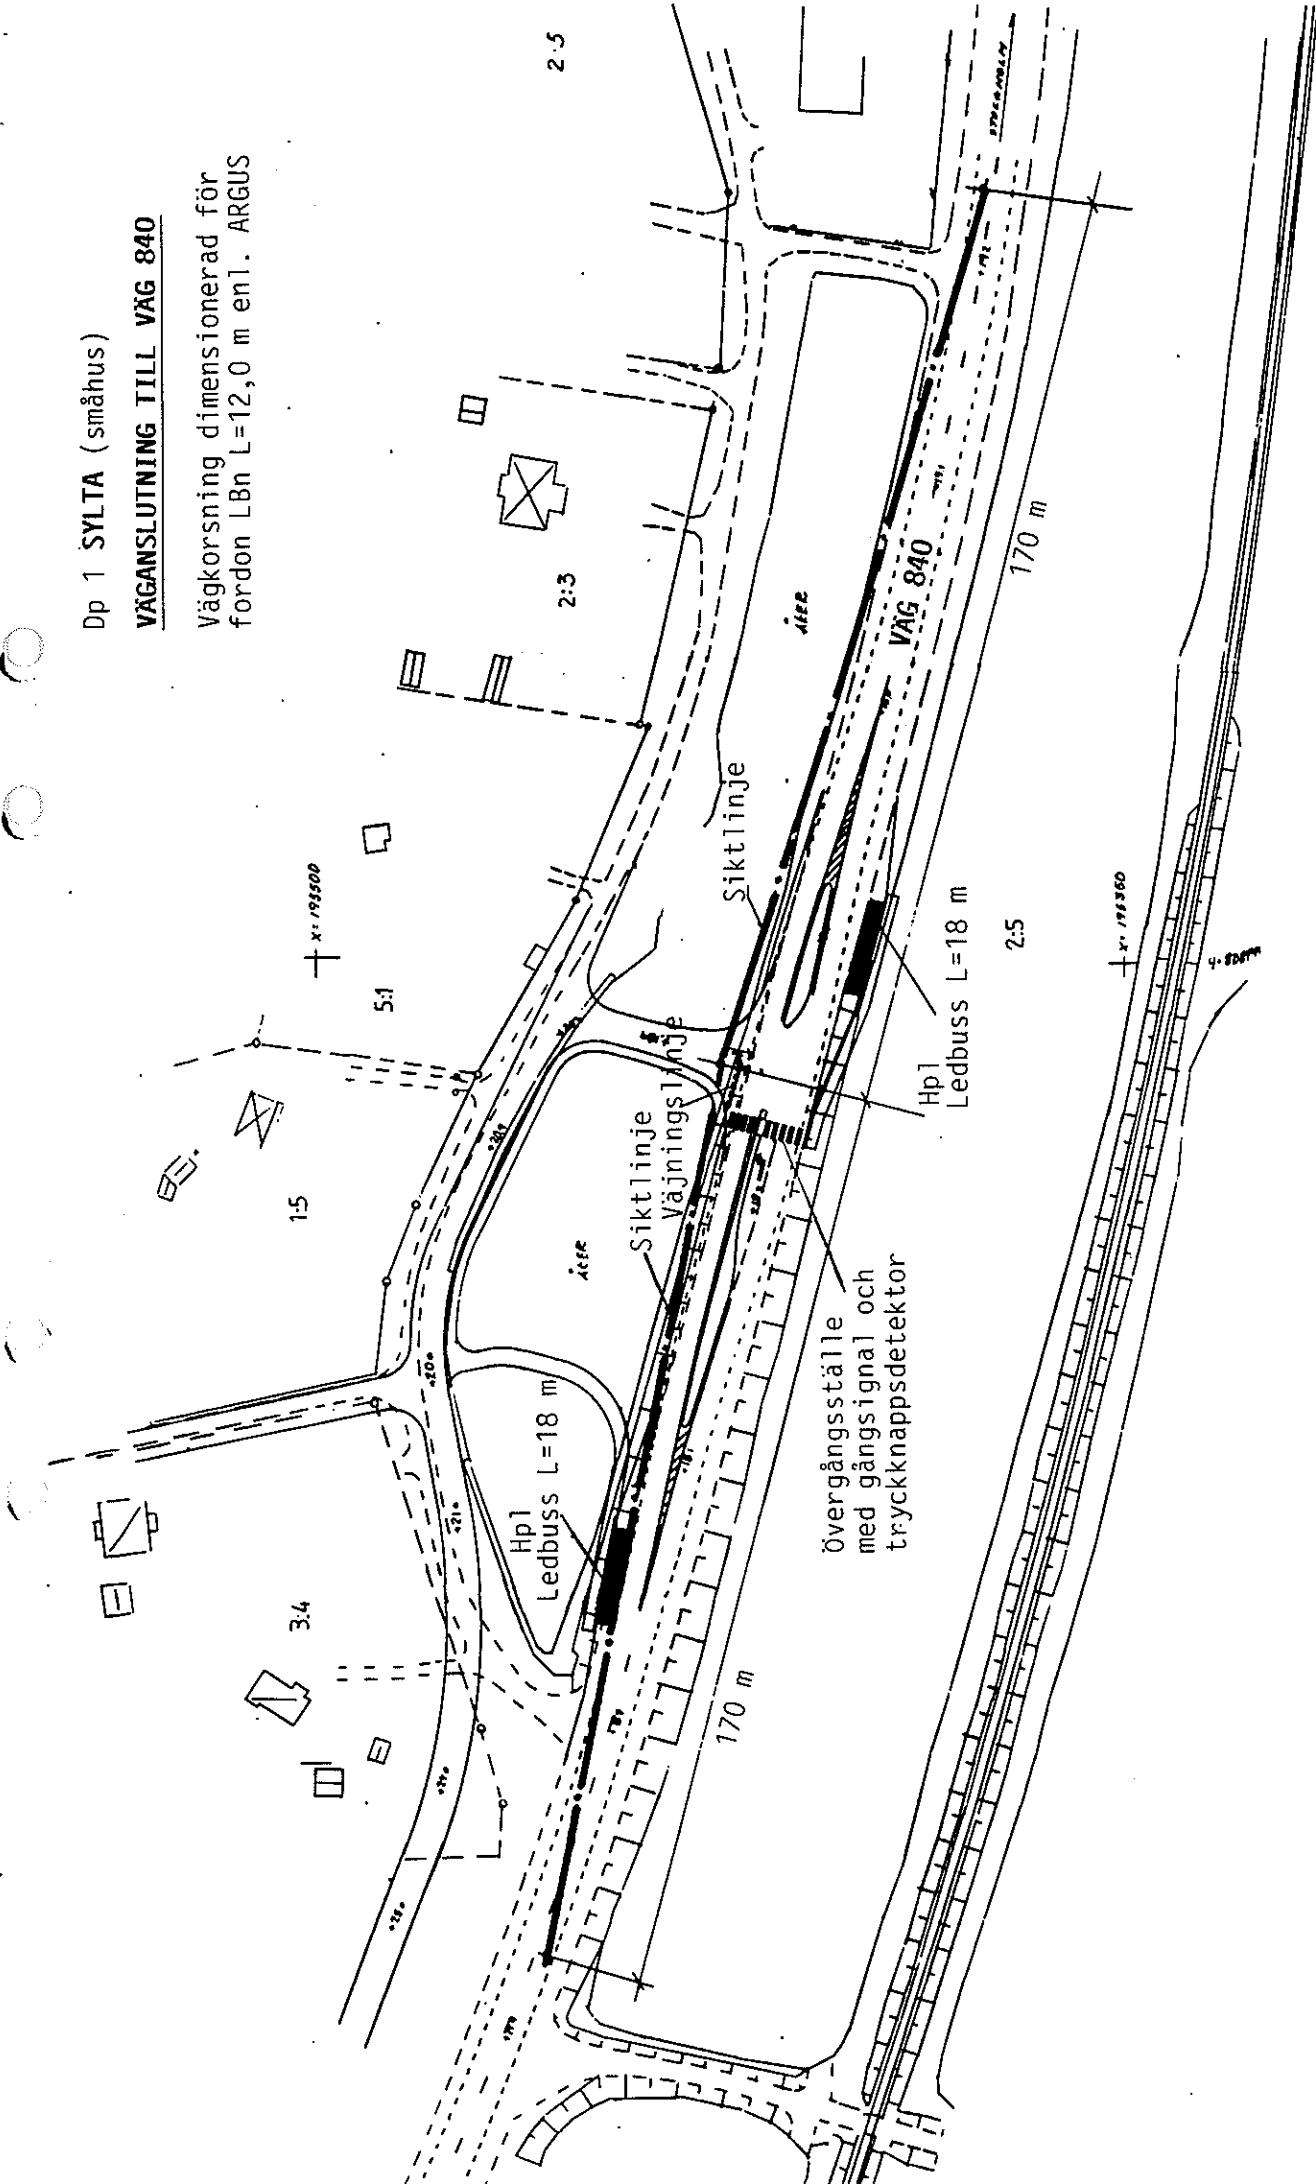 Dp 1 SYLTA (småhus)
VÄGANSLUTNING TILL VÄG 840
Vägkorsning dimensionerad för
fordon LBn L=12,0 m enl. ARGUS
2:5
2:3
5:1
1:5
3:4
2:5
ÅKER
ÅKER
VÄG 840
170 m
170 m
STOCKHOLM
Siktlinje
Siktlinje
Väjningslinje
Hpl
Ledbuss L=18 m
Hpl
Ledbuss L=18 m
Övergångsställe
med gångsignal och
tryckknappsdetektor